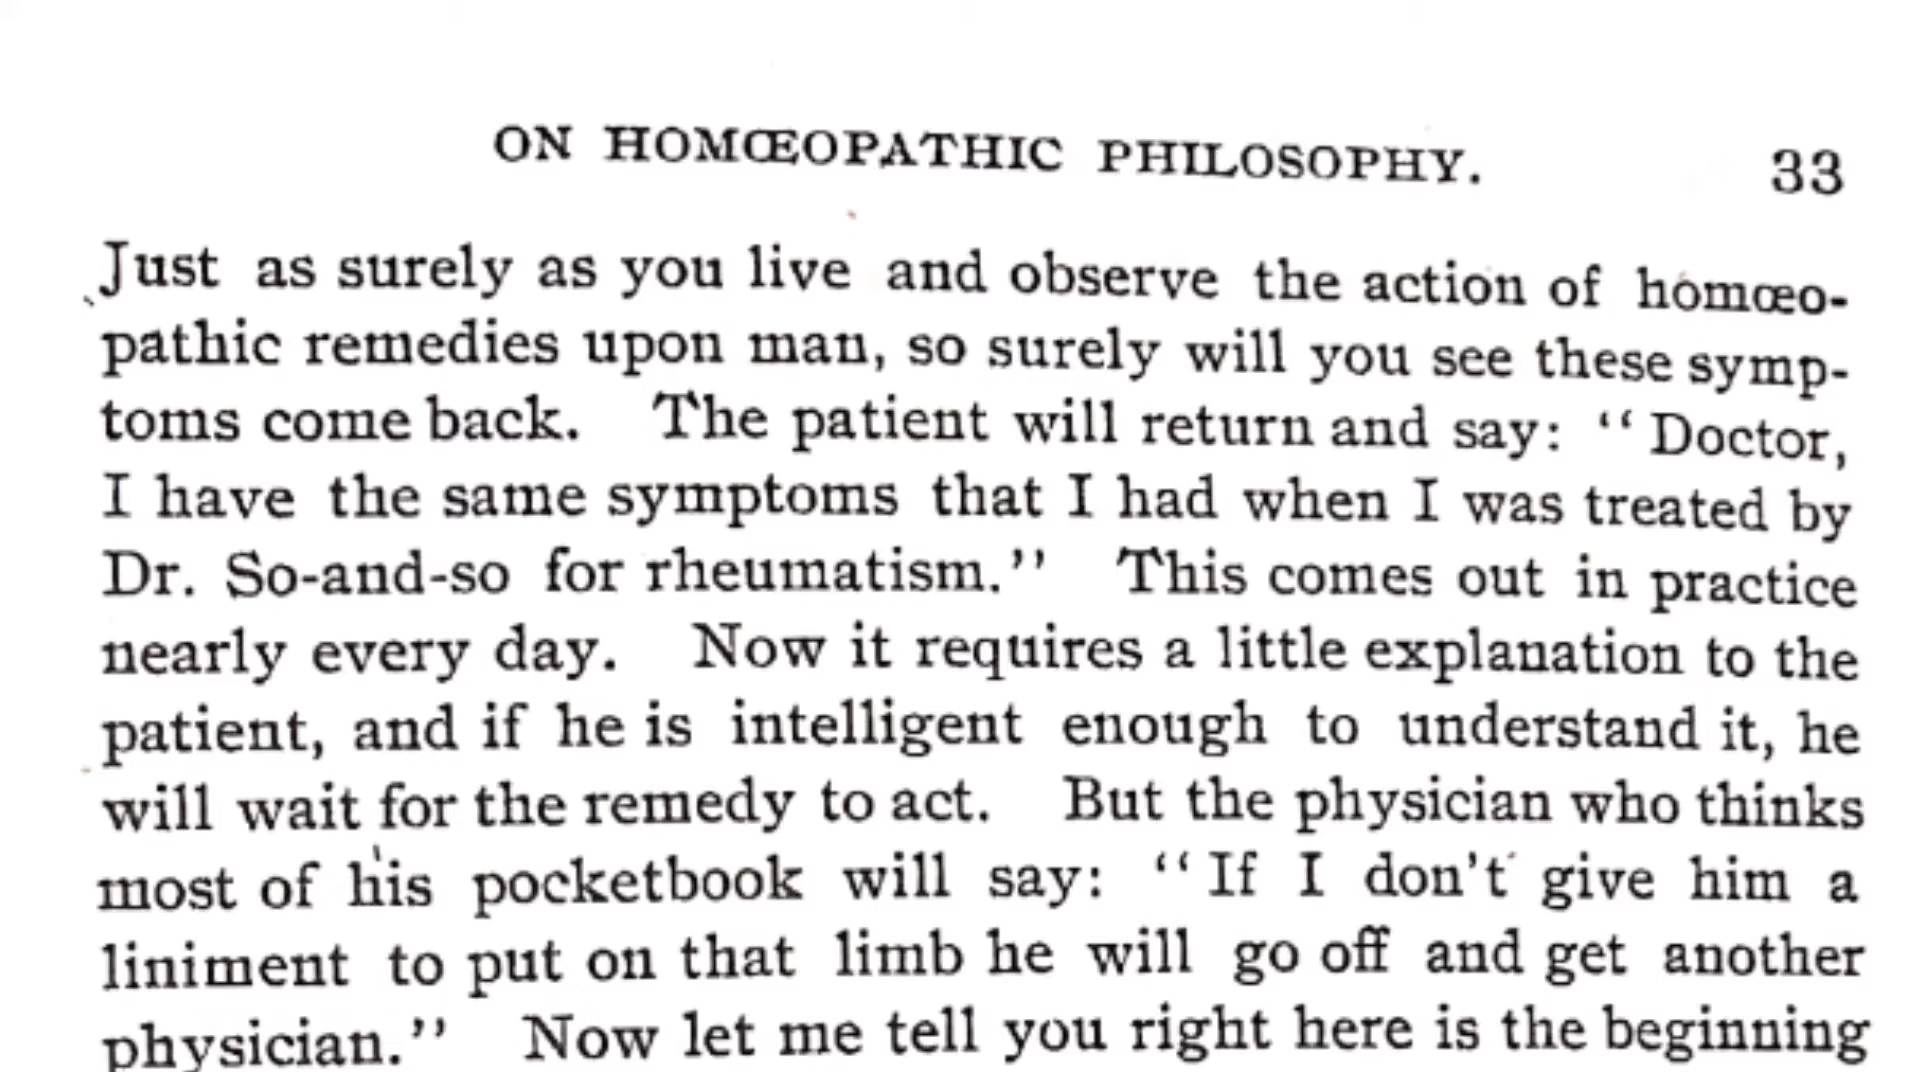 ON HOMŒOPATHIC PHILOSOPHY. 33
Just as surely as you live and observe the action of homœo-
pathic remedies upon man, so surely will you see these symp-
toms come back. The patient will return and say: “Doctor,
I have the same symptoms that I had when I was treated by
Dr. So-and-so for rheumatism.” This comes out in practice
nearly every day. Now it requires a little explanation to the
patient, and if he is intelligent enough to understand it, he
will wait for the remedy to act. But the physician who thinks
most of his pocketbook will say: “If I don’t give him a
liniment to put on that limb he will go off and get another
physician.” Now let me tell you right here is the beginning